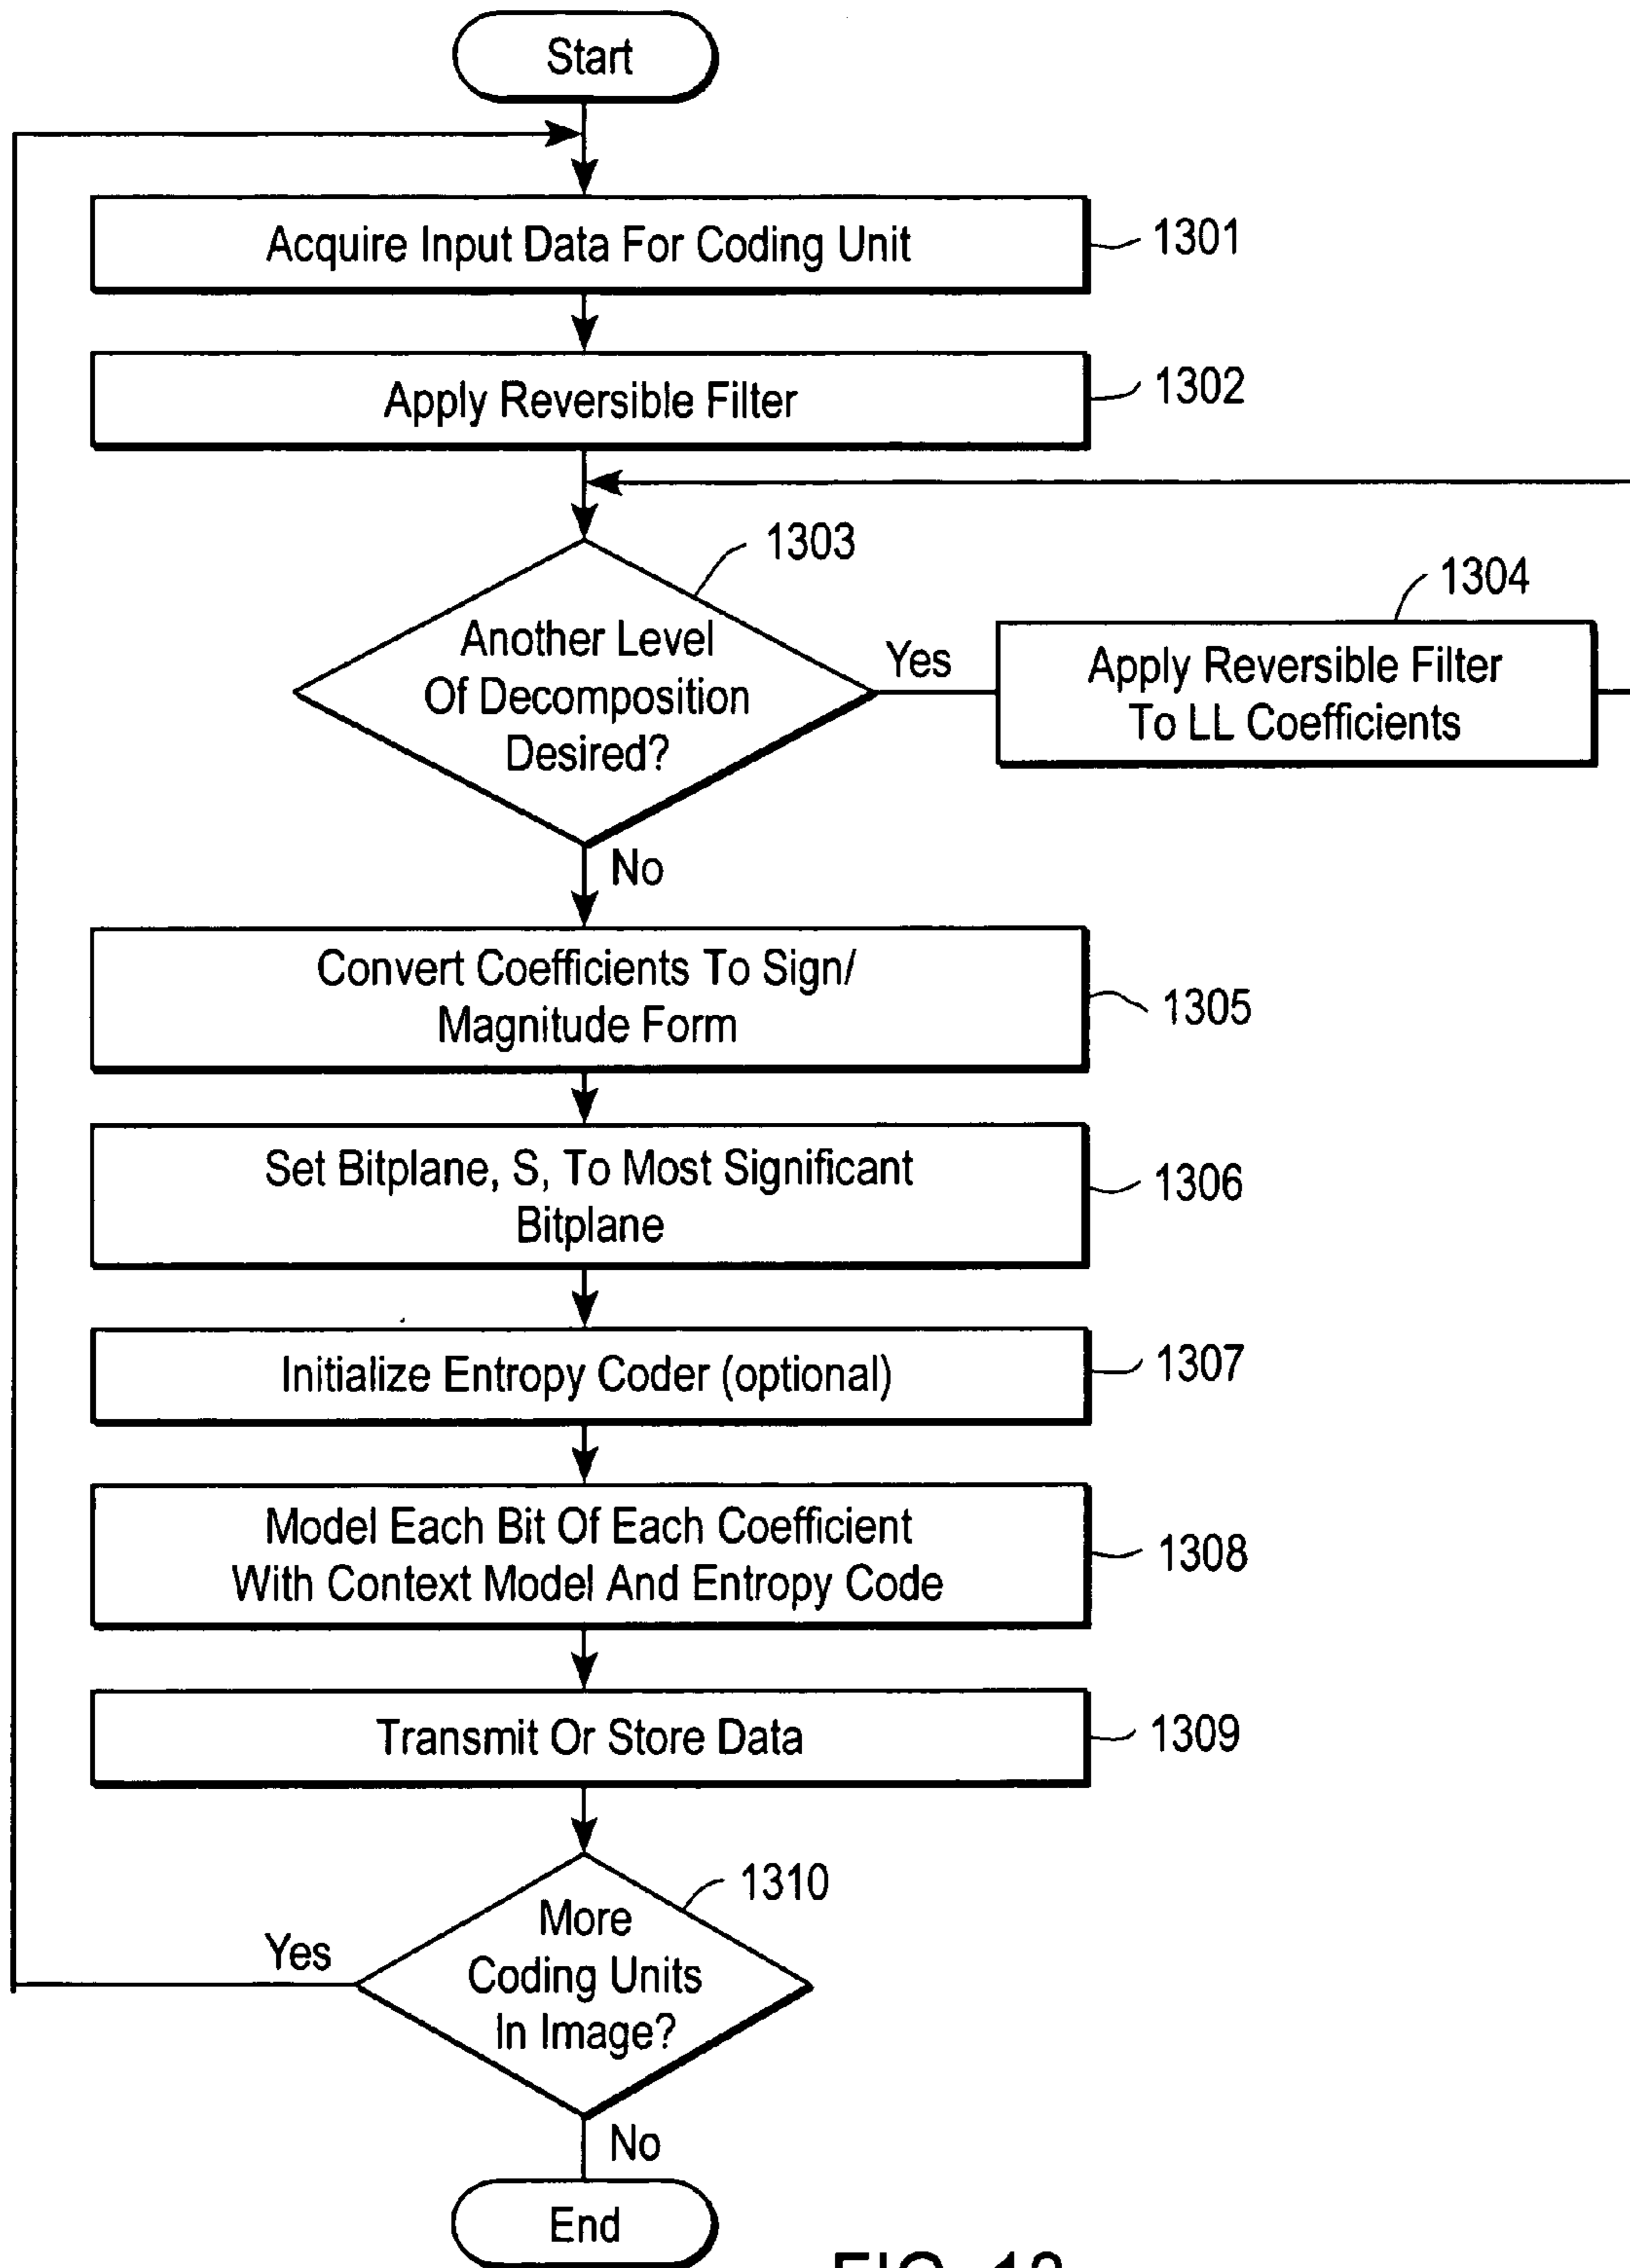 Start
Acquire Input Data For Coding Unit
1301
Apply Reversible Filter
1302
1303
Another Level
Of Decomposition
Desired?
Yes
1304
Apply Reversible Filter
To LL Coefficients
No
Convert Coefficients To Sign/
Magnitude Form
1305
Set Bitplane, S, To Most Significant
Bitplane
1306
Initialize Entropy Coder (optional)
1307
Model Each Bit Of Each Coefficient
With Context Model And Entropy Code
1308
Transmit Or Store Data
1309
1310
More
Coding Units
In Image?
Yes
No
End